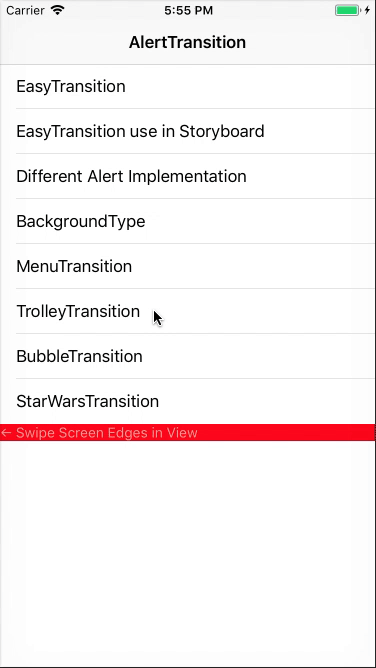 Carrier 5:55 PM
AlertTransition
EasyTransition
EasyTransition use in Storyboard
Different Alert Implementation
BackgroundType
MenuTransition
TrolleyTransition
BubbleTransition
StarWarsTransition
← Swipe Screen Edges in View